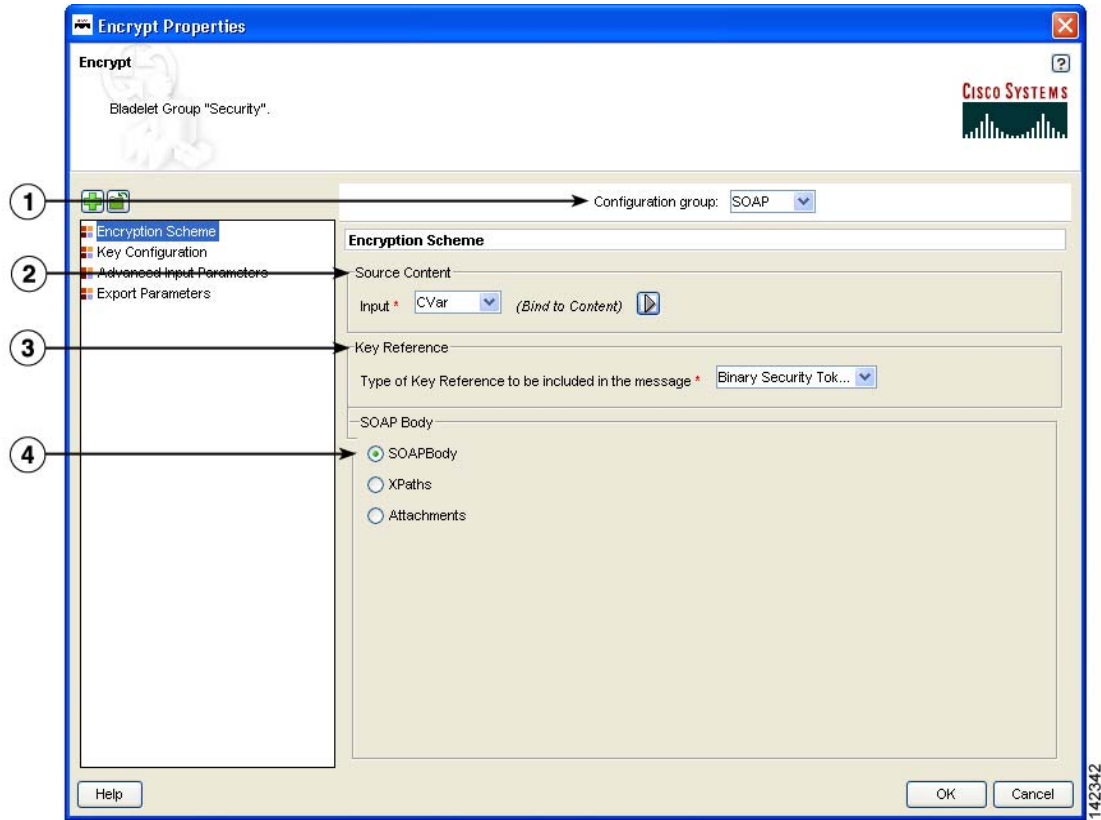 Encrypt Properties
Encrypt
?
Bladelet Group "Security".
CISCO SYSTEMS
1
Configuration group: SOAP
Encryption Scheme
Key Configuration
Advanced Input Parameters
Export Parameters
Encryption Scheme
2
Source Content
Input * CVar (Bind to Content)
3
Key Reference
Type of Key Reference to be included in the message * Binary Security Tok...
SOAP Body
4
SOAPBody
XPaths
Attachments
Help
OK
Cancel
142342